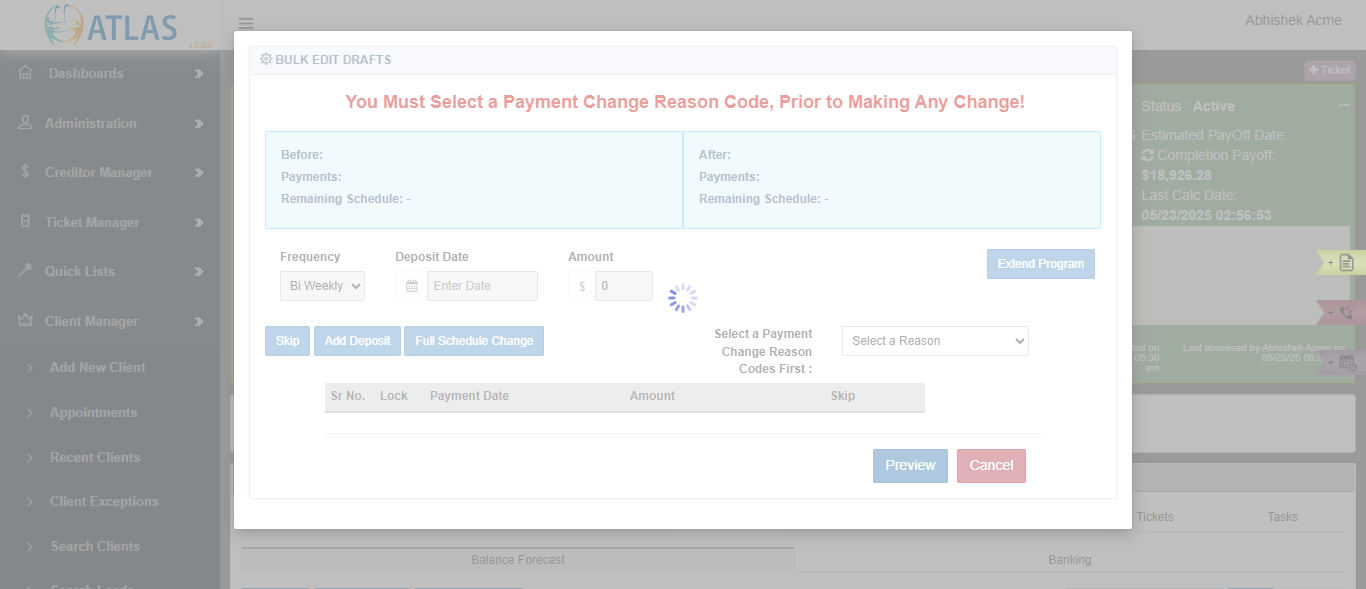 ATLAS
v 2.0.0
Abhishek Acme
Dashboards
Administration
Creditor Manager
Ticket Manager
Quick Lists
Client Manager
Add New Client
Appointments
Recent Clients
Client Exceptions
Search Clients
Search Leads
BULK EDIT DRAFTS
You Must Select a Payment Change Reason Code, Prior to Making Any Change!
Before:
Payments:
Remaining Schedule: -
After:
Payments:
Remaining Schedule: -
Frequency
Bi Weekly
Deposit Date
Enter Date
Amount
$ 0
Extend Program
Skip
Add Deposit
Full Schedule Change
Select a Payment
Change Reason
Codes First :
Select a Reason
Sr No. Lock Payment Date Amount Skip
Preview
Cancel
+ Ticket
Status : Active
Estimated PayOff Date:
Completion Payoff:
$18,926.28
Last Calc Date:
05/23/2025 02:56:53
ted on
05:30
am
Last accessed by Abhishek Acme on
05/23/25 08:
Tickets
Tasks
Balance Forecast
Banking